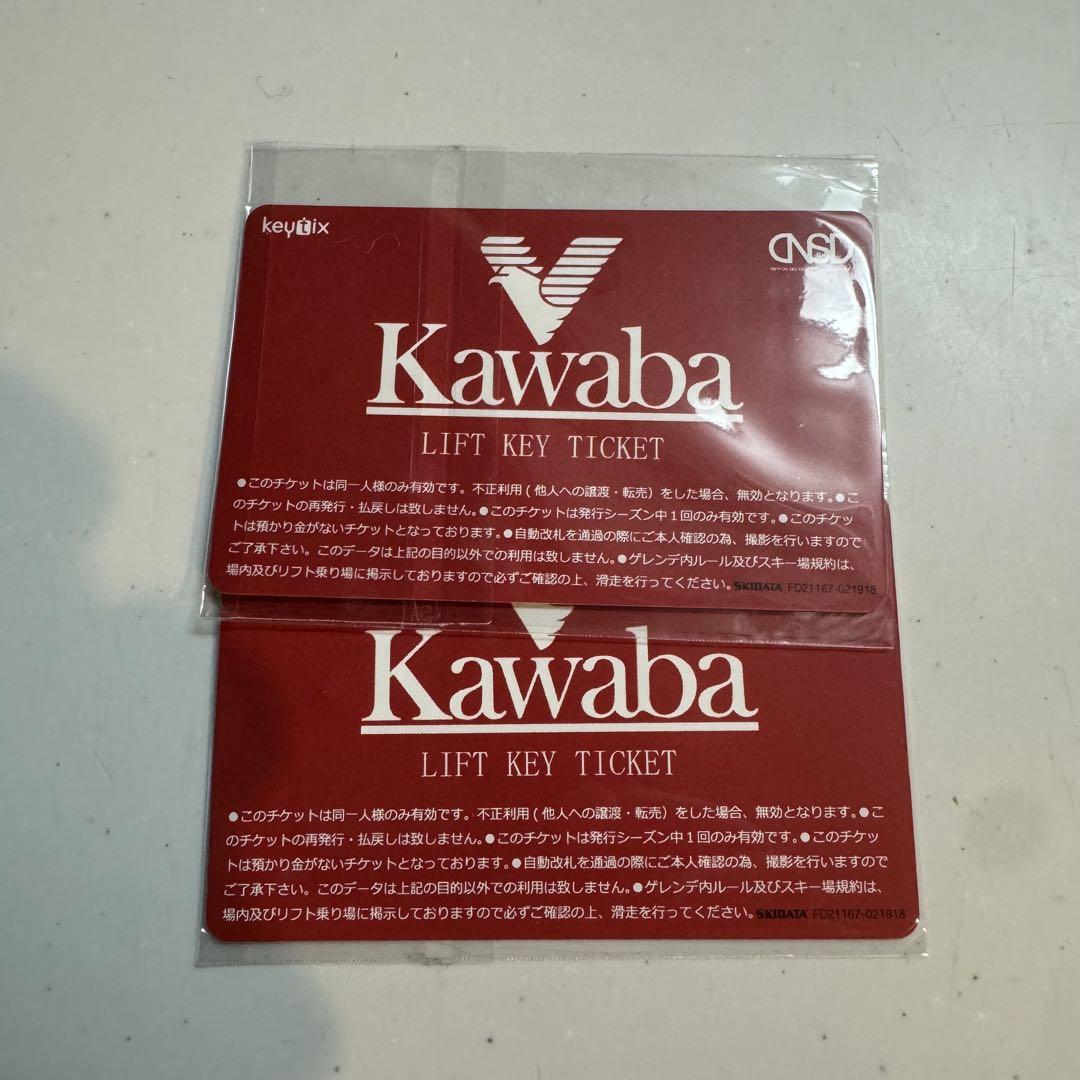 keytix
NSD
Kawaba
LIFT KEY TICKET
●このチケットは同一人様のみ有効です。不正利用(他人への譲渡・転売)をした場合、無効となります。●こ
のチケットの再発行・払戻しは致しません。●このチケットは発行シーズン中1回のみ有効です。●このチケッ
トは預かり金がないチケットとなっております。●自動改札を通過の際にご本人確認の為、撮影を行いますので
ご了承下さい。このデータは上記の目的以外での利用は致しません。●ゲレンデ内ルール及びスキー場規約は、
場内及びリフト乗り場に掲示しておりますので必ずご確認の上、滑走を行ってください。SKIDATA FD21167-021918
Kawaba
LIFT KEY TICKET
●このチケットは同一人様のみ有効です。不正利用(他人への譲渡・転売)をした場合、無効となります。●こ
のチケットの再発行・払戻しは致しません。●このチケットは発行シーズン中1回のみ有効です。●このチケッ
トは預かり金がないチケットとなっております。●自動改札を通過の際にご本人確認の為、撮影を行いますので
ご了承下さい。このデータは上記の目的以外での利用は致しません。●ゲレンデ内ルール及びスキー場規約は、
場内及びリフト乗り場に掲示しておりますので必ずご確認の上、滑走を行ってください。SKIDATA FD21167-021918